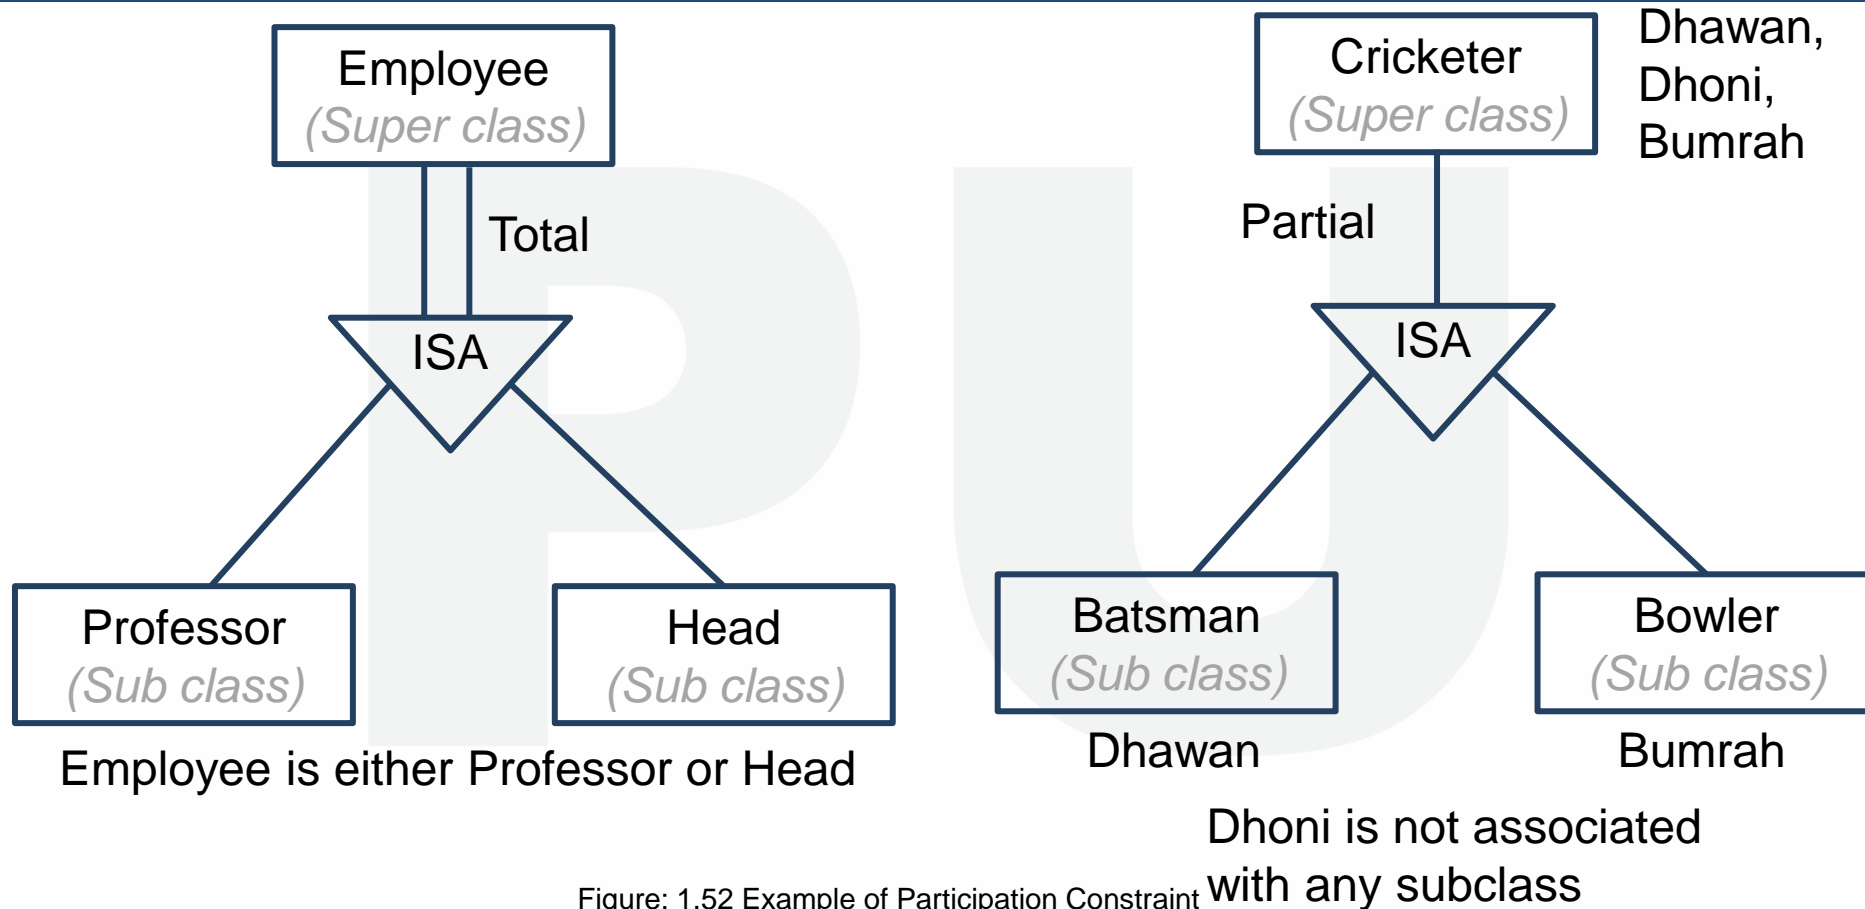 Employee
(Super class)
Total
ISA
Professor
(Sub class)
Head
(Sub class)
Employee is either Professor or Head
Cricketer
(Super class)
Dhawan,
Dhoni,
Bumrah
Partial
ISA
Batsman
(Sub class)
Bowler
(Sub class)
Dhawan
Bumrah
Dhoni is not associated
with any subclass
Figure: 1.52 Example of Participation Constraint
PU